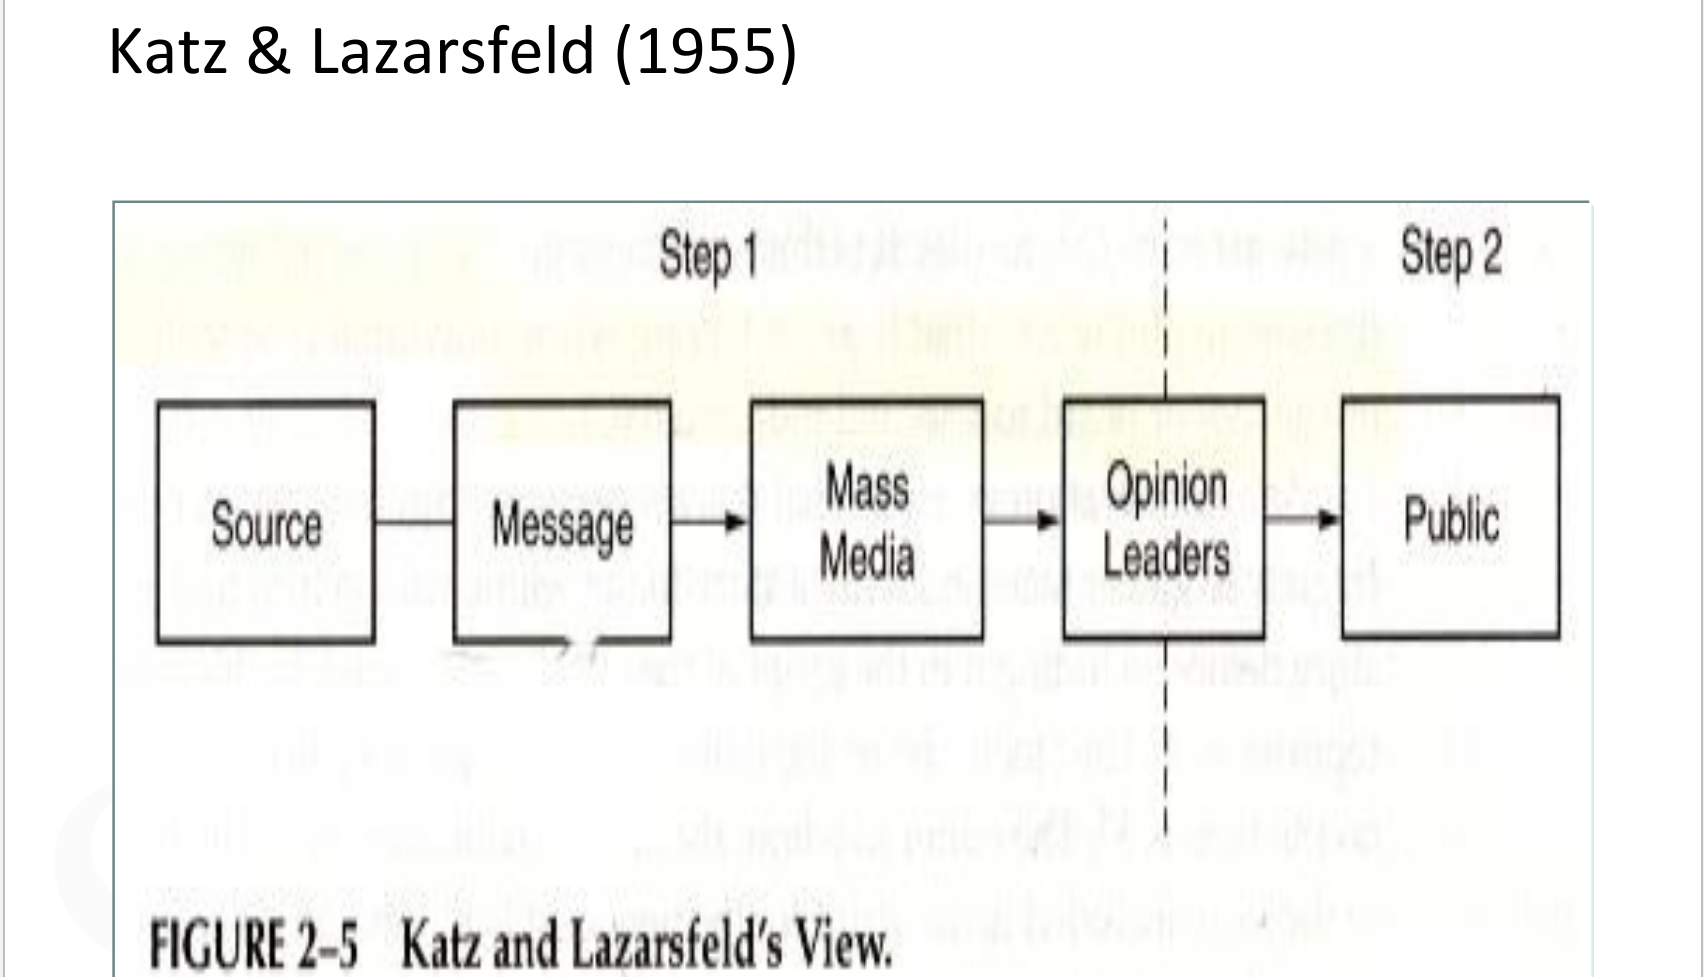 Katz & Lazarsfeld (1955)
Step 1
Step 2
Source
Message
Mass
Media
Opinion
Leaders
Public
FIGURE 2–5 Katz and Lazarsfeld's View.